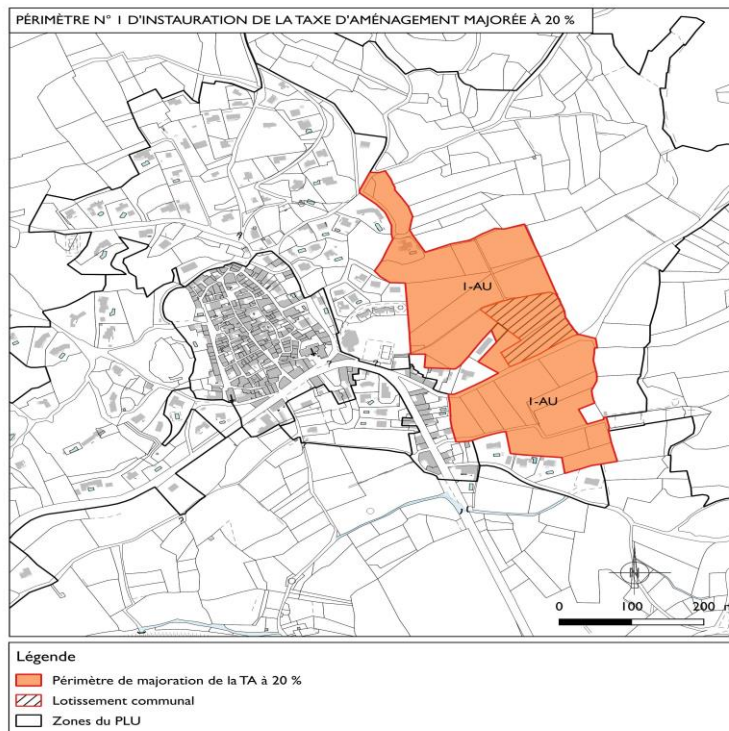 PÉRIMÈTRE N° 1 D'INSTAURATION DE LA TAXE D'AMÉNAGEMENT MAJORÉE À 20 %
1-AU
1-AU
N
0 100 200 m
Légende
Périmètre de majoration de la TA à 20 %
Lotissement communal
Zones du PLU